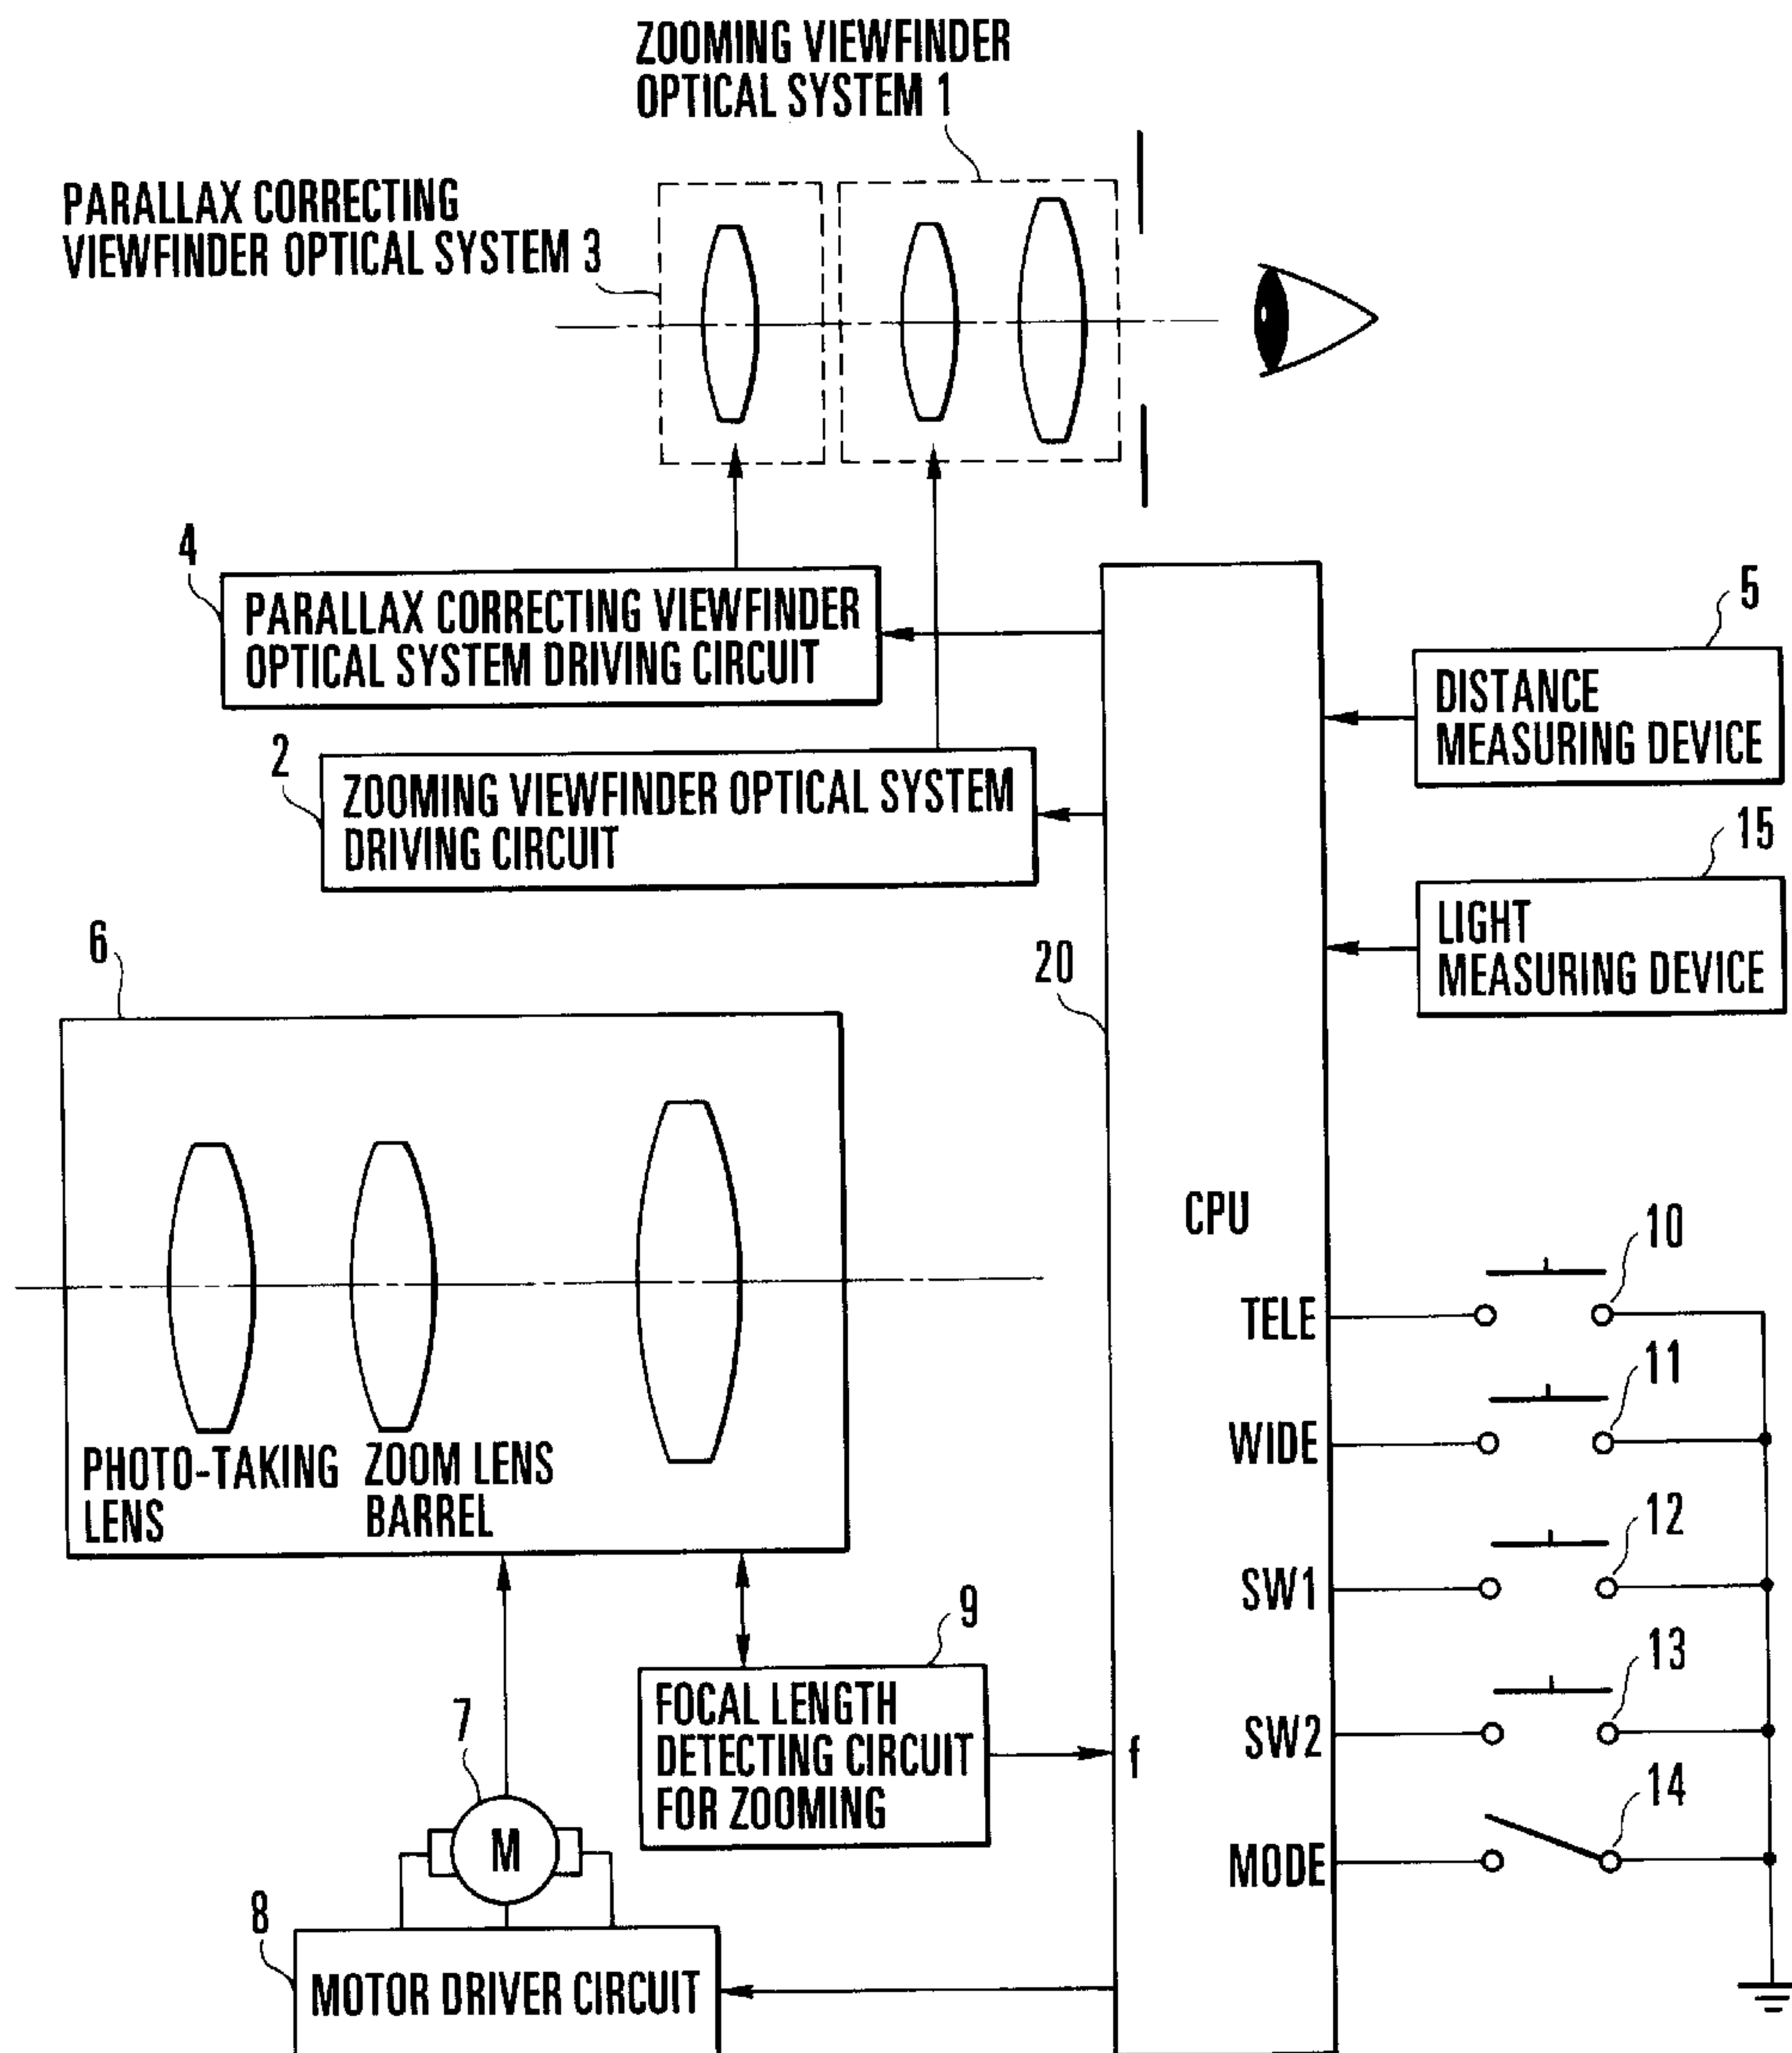 ZOOMING VIEWFINDER
OPTICAL SYSTEM 1
PARALLAX CORRECTING
VIEWFINDER OPTICAL SYSTEM 3
4
PARALLAX CORRECTING VIEWFINDER
OPTICAL SYSTEM DRIVING CIRCUIT
5
DISTANCE
MEASURING DEVICE
2
ZOOMING VIEWFINDER OPTICAL SYSTEM
DRIVING CIRCUIT
15
LIGHT
MEASURING DEVICE
6
20
CPU
PHOTO-TAKING
LENS
ZOOM LENS
BARREL
TELE
10
WIDE
11
SW1
12
SW2
13
MODE
14
9
FOCAL LENGTH
DETECTING CIRCUIT
FOR ZOOMING
f
7
M
8
MOTOR DRIVER CIRCUIT